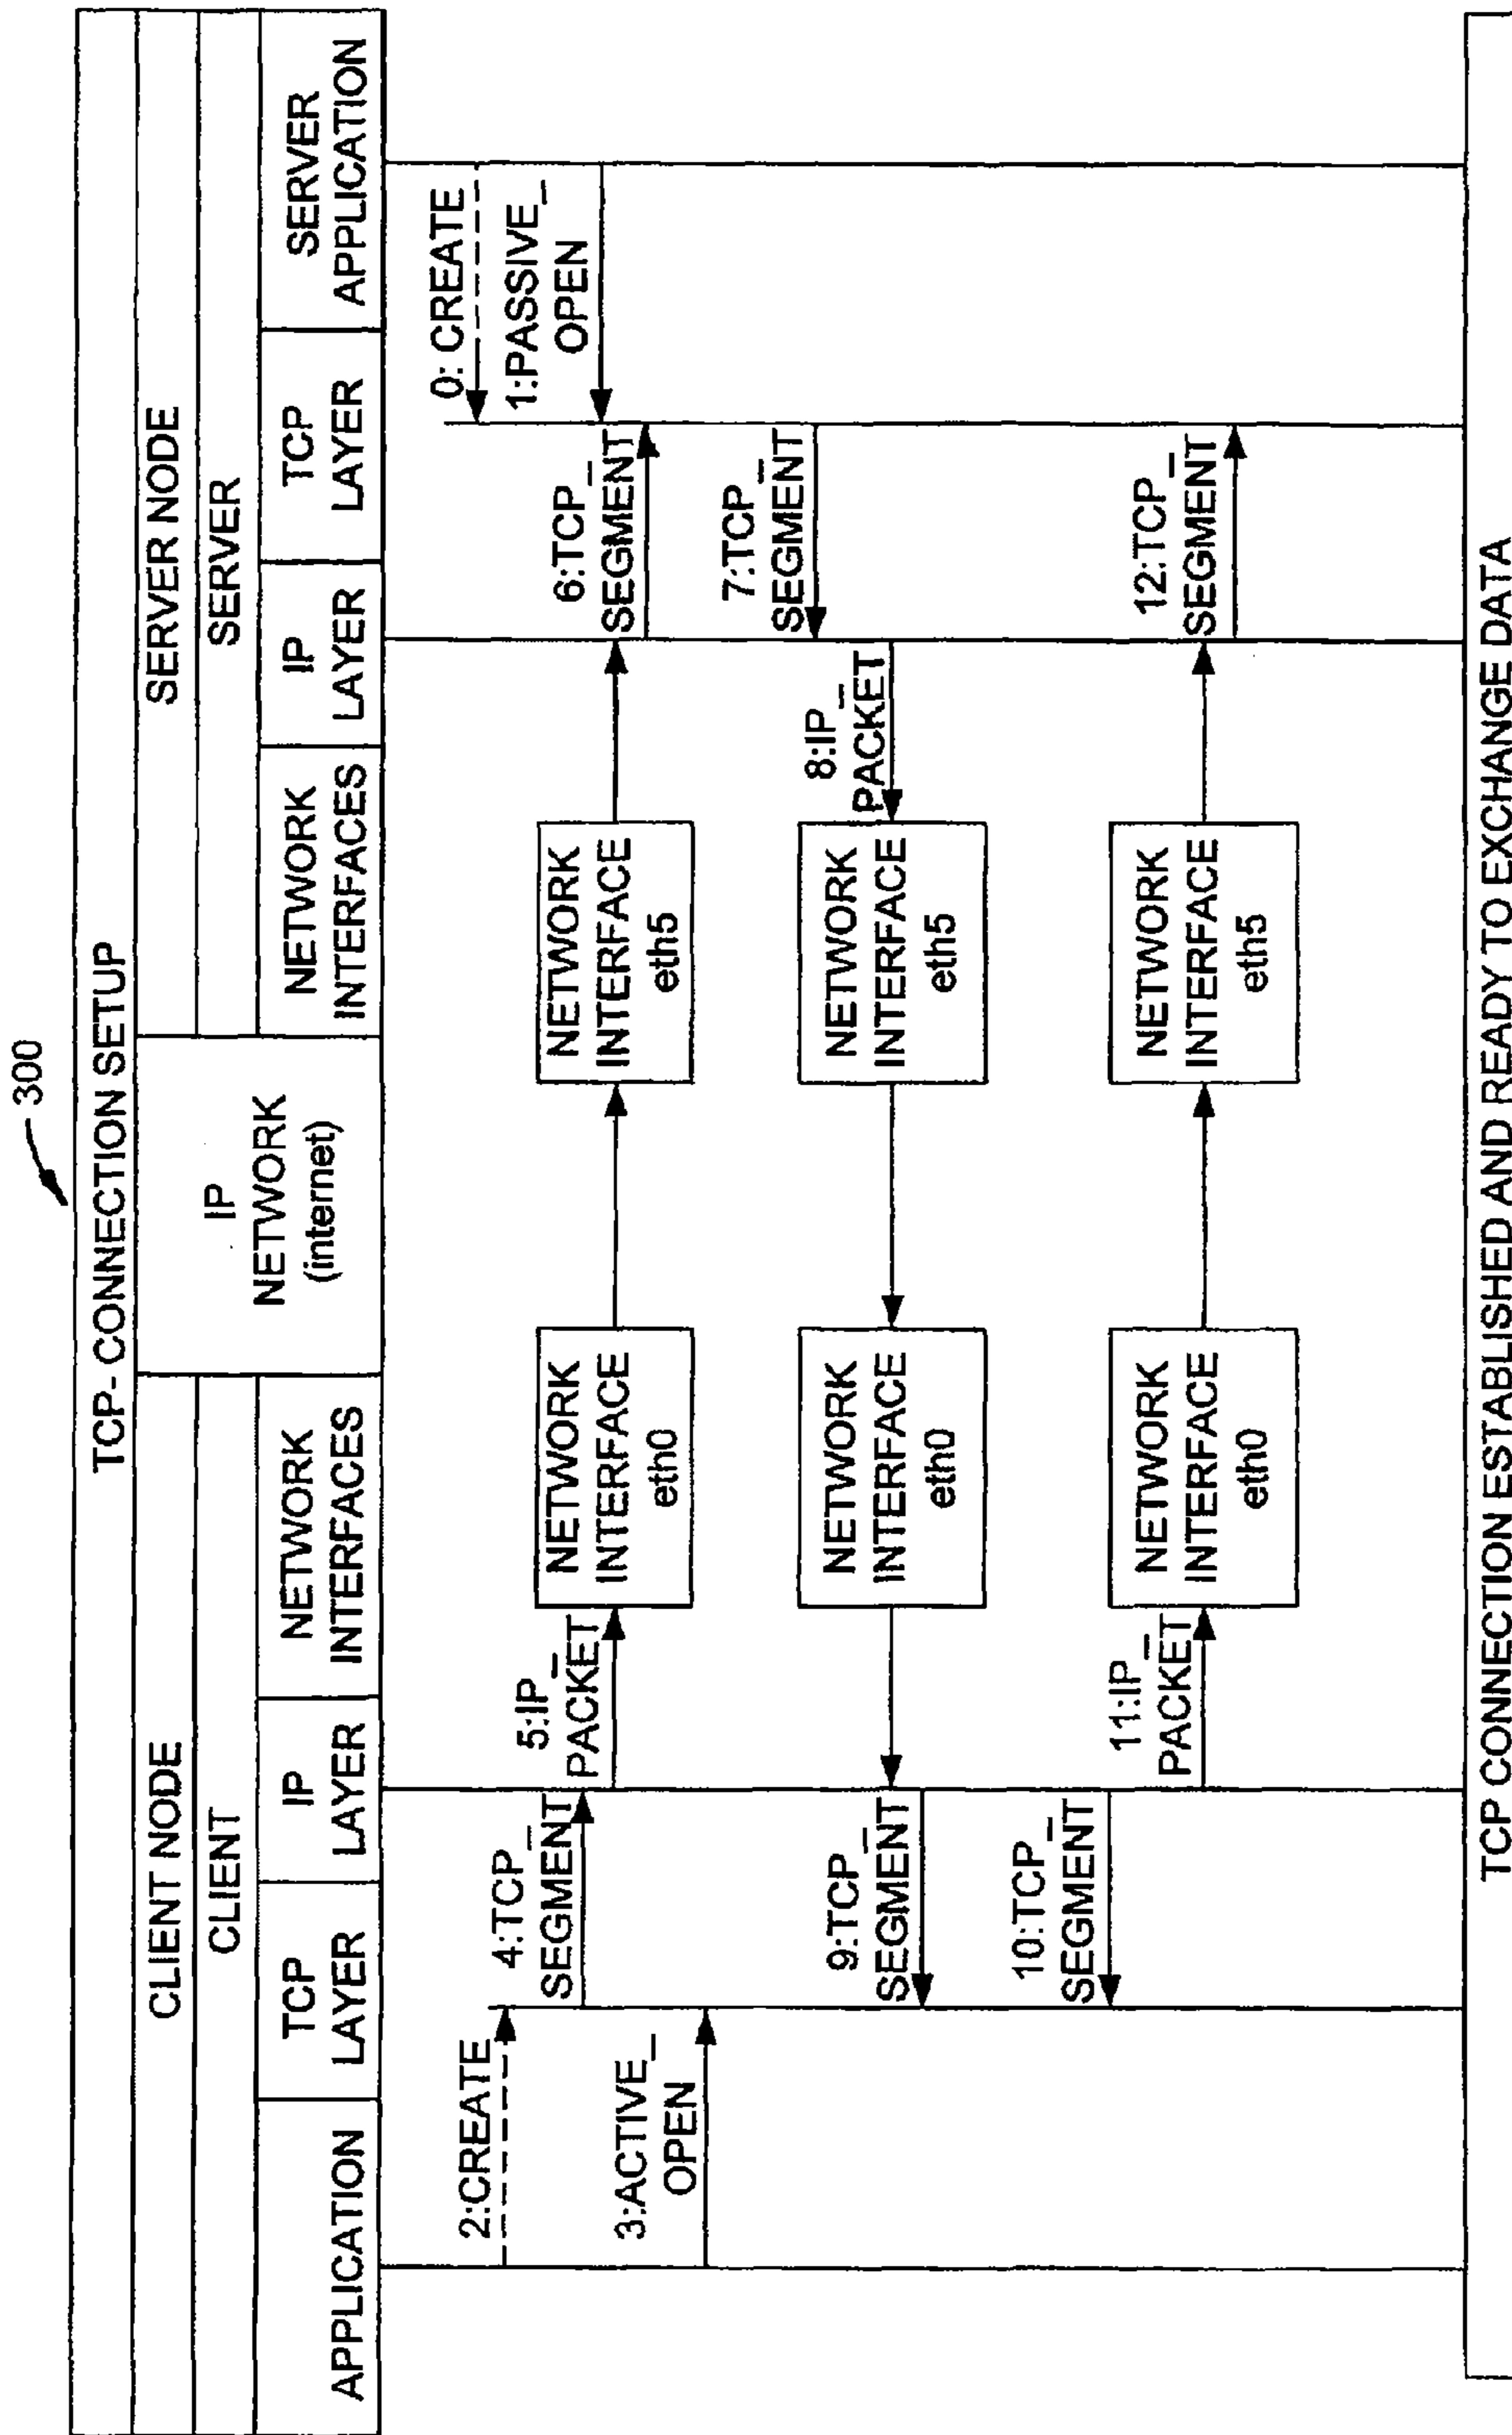 300
TCP- CONNECTION SETUP
CLIENT NODE
IP
NETWORK
(internet)
SERVER NODE
CLIENT
SERVER
APPLICATION
TCP
LAYER
IP
LAYER
NETWORK
INTERFACES
NETWORK
INTERFACES
IP
LAYER
TCP
LAYER
SERVER
APPLICATION
0: CREATE
1:PASSIVE_
OPEN
2:CREATE
3:ACTIVE_
OPEN
4:TCP_
SEGMENT
5:IP_
PACKET
NETWORK
INTERFACE
eth0
NETWORK
INTERFACE
eth5
6:TCP_
SEGMENT
7:TCP_
SEGMENT
8:IP_
PACKET
NETWORK
INTERFACE
eth5
NETWORK
INTERFACE
eth0
9:TCP_
SEGMENT
10:TCP_
SEGMENT
11:IP_
PACKET
NETWORK
INTERFACE
eth0
NETWORK
INTERFACE
eth5
12:TCP_
SEGMENT
TCP CONNECTION ESTABLISHED AND READY TO EXCHANGE DATA